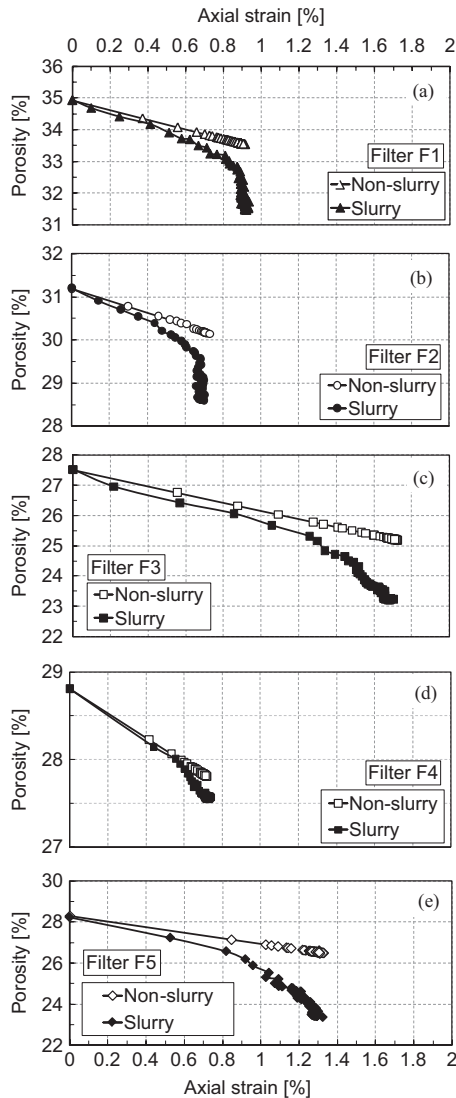 Axial strain [%]
0 0.2 0.4 0.6 0.8 1 1.2 1.4 1.6 1.8 2
36
35
34
33
32
31
Porosity [%]
(a)
Filter F1
Non-slurry
Slurry
32
31
30
29
28
Porosity [%]
(b)
Filter F2
Non-slurry
Slurry
28
27
26
25
24
23
22
Porosity [%]
(c)
Filter F3
Non-slurry
Slurry
29
28
27
Porosity [%]
(d)
Filter F4
Non-slurry
Slurry
30
28
26
24
22
Porosity [%]
(e)
Filter F5
Non-slurry
Slurry
0 0.2 0.4 0.6 0.8 1 1.2 1.4 1.6 1.8 2
Axial strain [%]